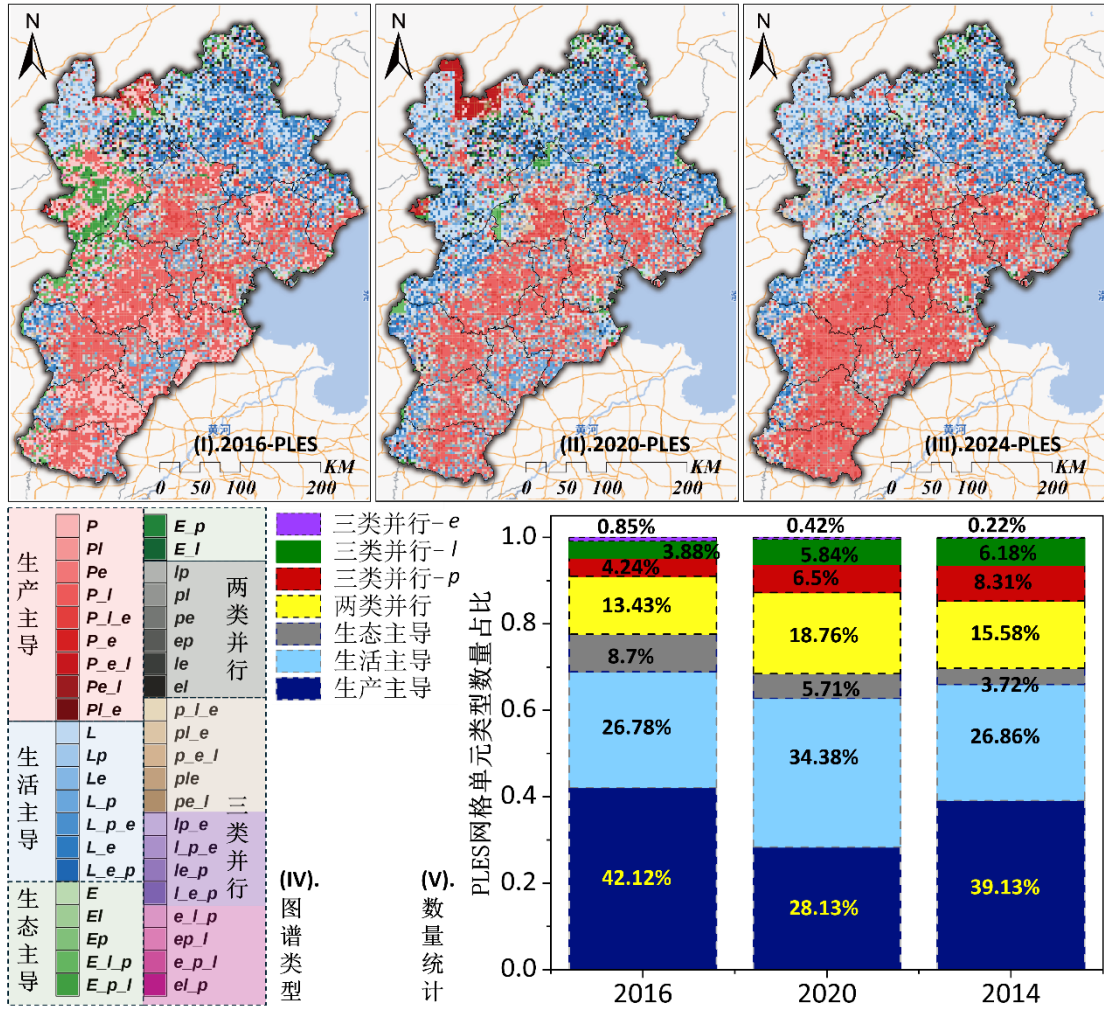 N
N
N
黄河
黄河
黄河
(I).2016-PLES
(II).2020-PLES
(III).2024-PLES
KM
KM
KM
0 50 100 200
0 50 100 200
0 50 100 200
生产主导
P
Pl
Pe
P_l
P_l_e
P_e
P_e_l
Pe_l
Pl_e
生活主导
L
Lp
Le
L_p
L_p_e
L_e
L_e_p
生态主导
E
El
Ep
E_l_p
E_p_l
E_p
E_l
两类并行
lp
pl
pe
ep
le
el
三类并行
p_l_e
pl_e
p_e_l
ple
pe_l
lp_e
l_p_e
le_p
l_e_p
e_l_p
ep_l
e_p_l
el_p
三类并行-e
三类并行-l
三类并行-p
两类并行
生态主导
生活主导
生产主导
(IV).
图谱类型
(V).
数量统计
PLES网格单元类型数量占比
1.0
0.8
0.6
0.4
0.2
0.0
0.85%
3.88%
4.24%
13.43%
8.7%
26.78%
42.12%
0.42%
5.84%
6.5%
18.76%
5.71%
34.38%
28.13%
0.22%
6.18%
8.31%
15.58%
3.72%
26.86%
39.13%
2016
2020
2014